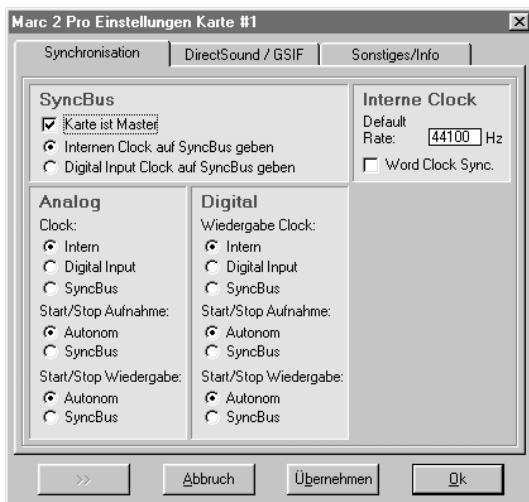 Marc 2 Pro Einstellungen Karte #1
Synchronisation
DirectSound / GSIF
Sonstiges/Info
SyncBus
Karte ist Master
Internen Clock auf SyncBus geben
Digital Input Clock auf SyncBus geben
Interne Clock
Default
Rate: 44100 Hz
Word Clock Sync.
Analog
Clock:
Intern
Digital Input
SyncBus
Start/Stop Aufnahme:
Autonom
SyncBus
Start/Stop Wiedergabe:
Autonom
SyncBus
Digital
Wiedergabe Clock:
Intern
Digital Input
SyncBus
Start/Stop Aufnahme:
Autonom
SyncBus
Start/Stop Wiedergabe:
Autonom
SyncBus
>>
Abbruch
Übernehmen
Ok